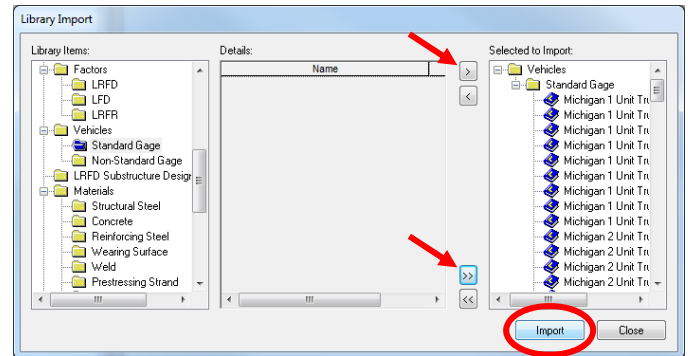 Library Import
Library Items:
Factors
LRFD
LFD
LRFR
Vehicles
Standard Gage
Non-Standard Gage
LRFD Substructure Design
Materials
Structural Steel
Concrete
Reinforcing Steel
Wearing Surface
Weld
Prestressing Strand
Details:
Name
>
<
>>
<<
Selected to Import:
Vehicles
Standard Gage
Michigan 1 Unit Tru
Michigan 1 Unit Tru
Michigan 1 Unit Tru
Michigan 1 Unit Tru
Michigan 1 Unit Tru
Michigan 1 Unit Tru
Michigan 1 Unit Tru
Michigan 1 Unit Tru
Michigan 1 Unit Tru
Michigan 2 Unit Tru
Michigan 2 Unit Tru
Michigan 2 Unit Tru
Michigan 2 Unit Tru
Import
Close